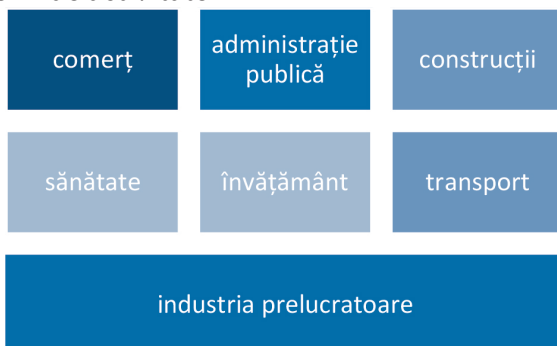 comerț
administrație
publică
construcții
sănătate
învățământ
transport
industria prelucratoare